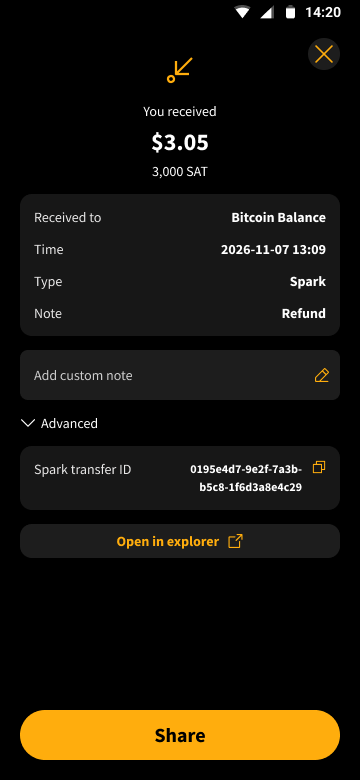 14:20
You received
$3.05
3,000 SAT
Received to Bitcoin Balance
Time 2026-11-07 13:09
Type Spark
Note Refund
Add custom note
Advanced
Spark transfer ID 0195e4d7-9e2f-7a3b-
b5c8-1f6d3a8e4c29
Open in explorer
Share